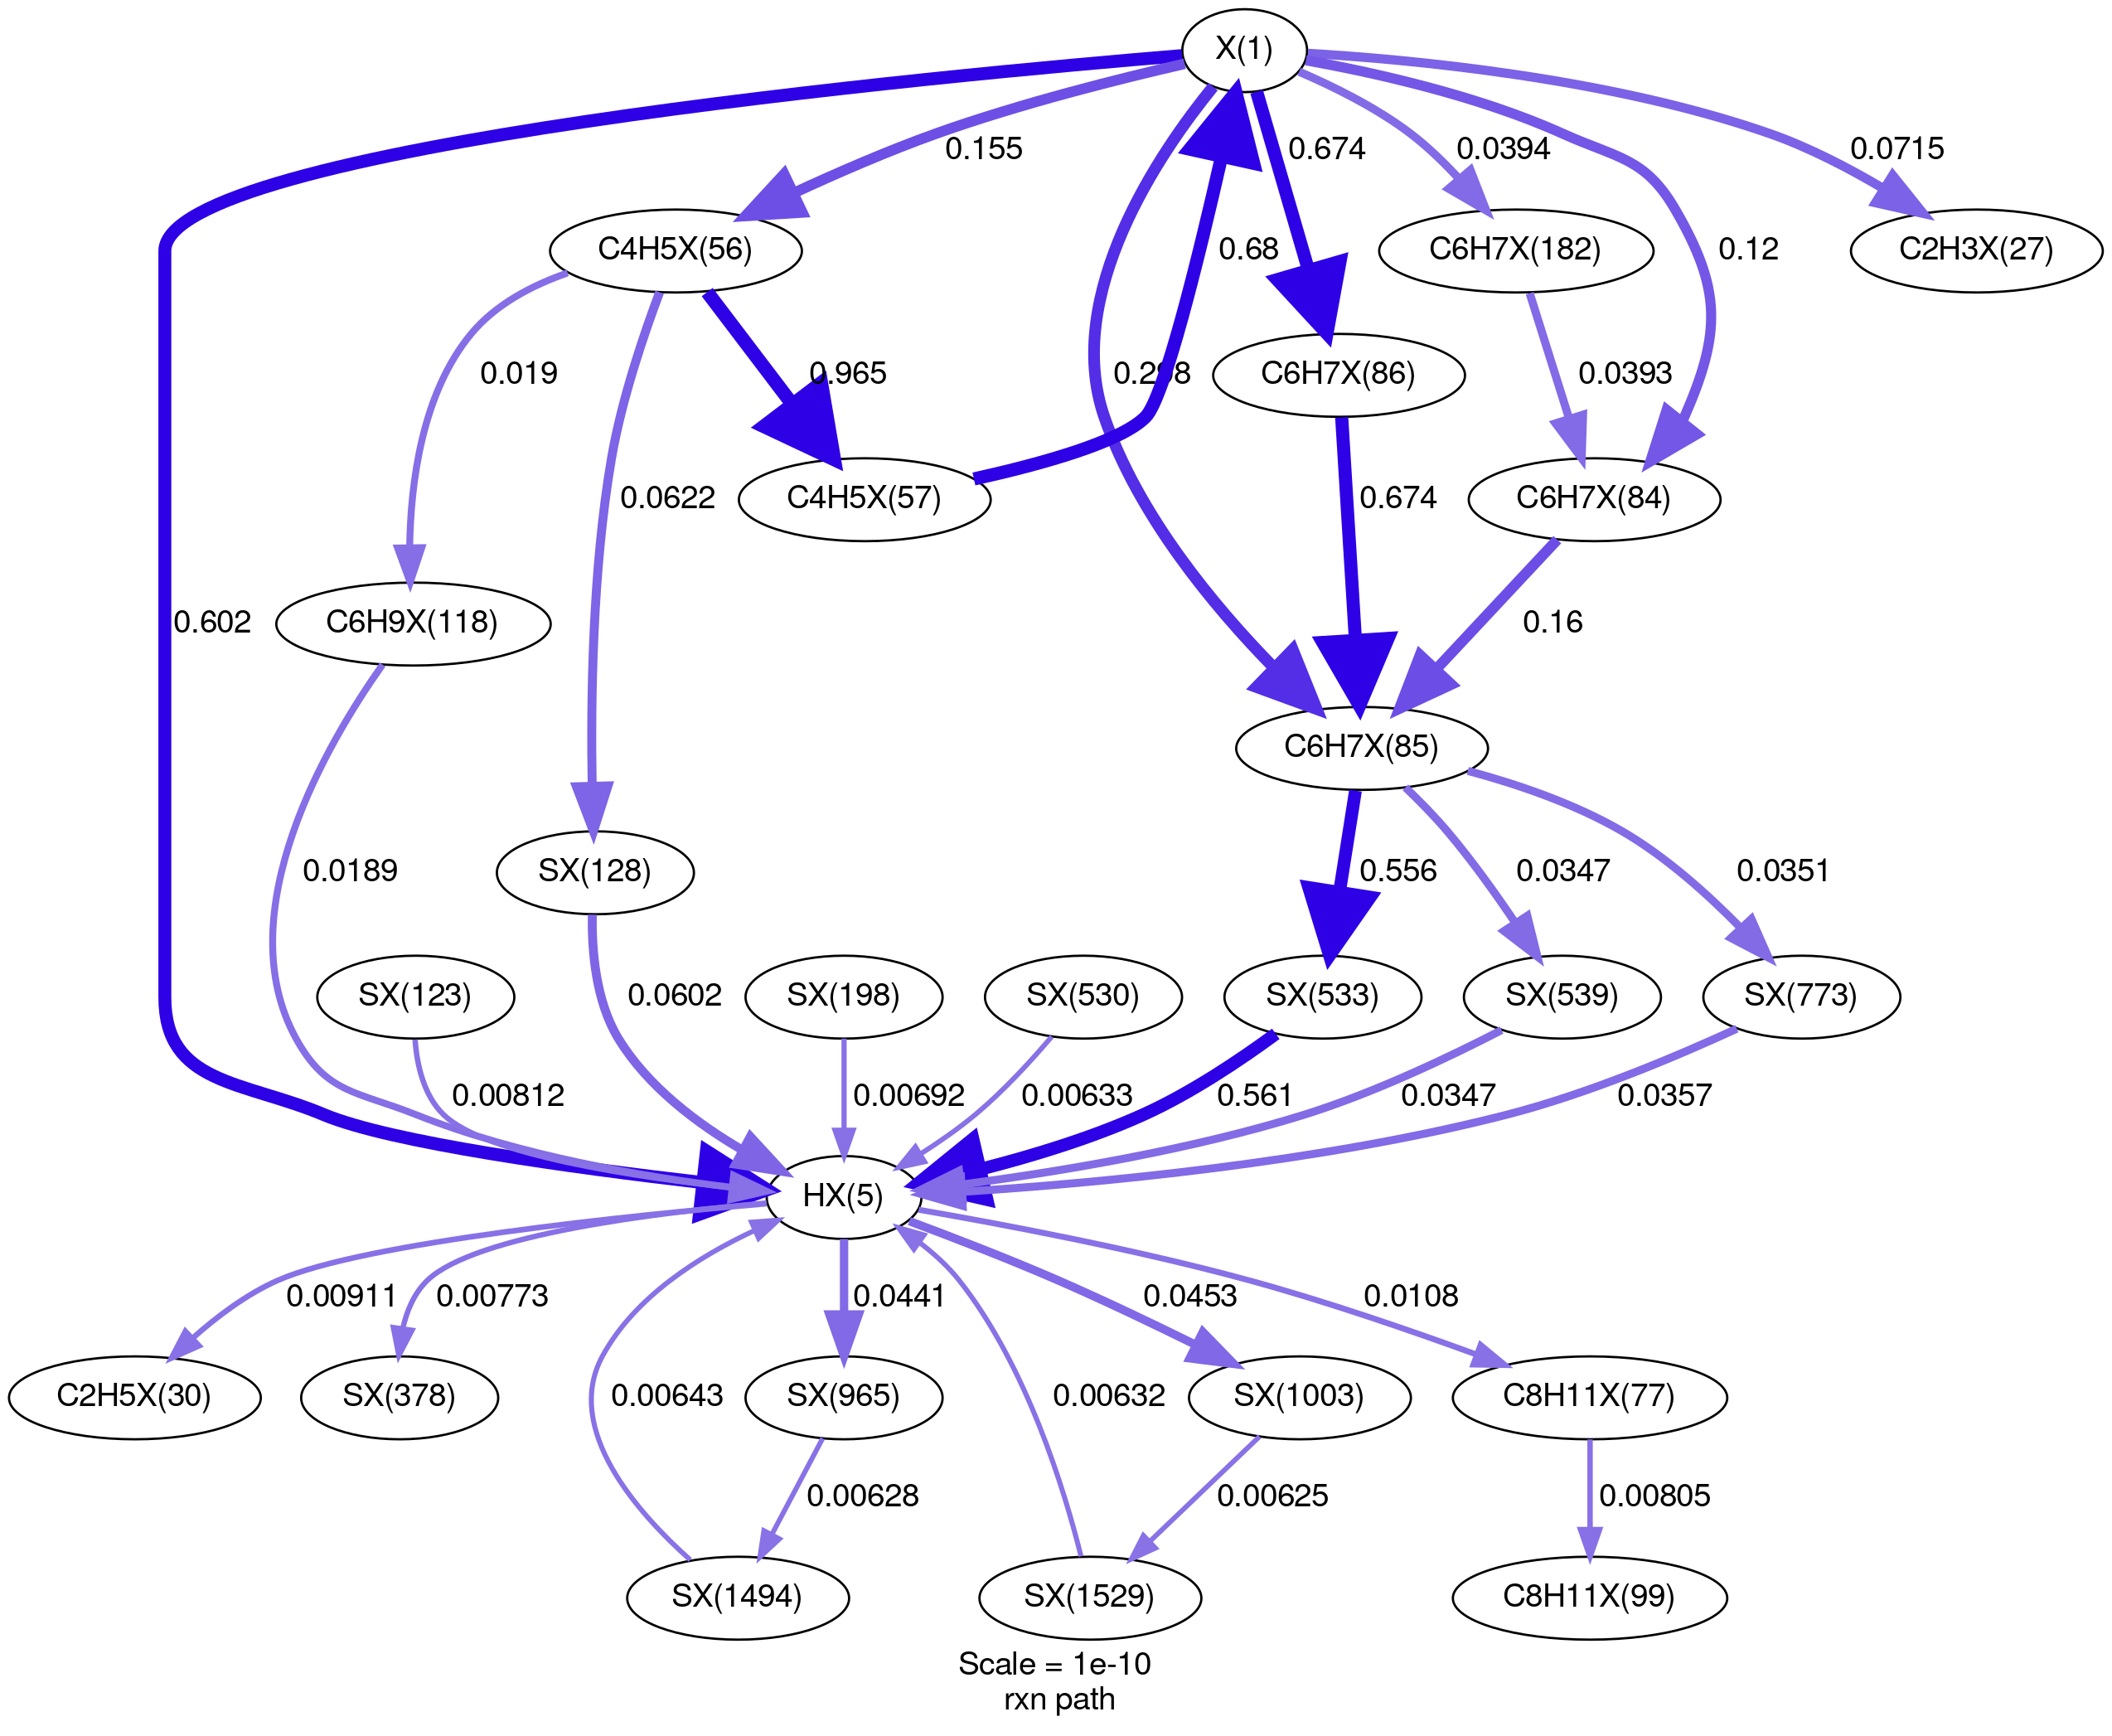 X(1)
0.155
0.674
0.0394
0.0715
C4H5X(56)
0.68
C6H7X(182)
0.12
C2H3X(27)
0.019
0.965
0.298
C6H7X(86)
0.0393
0.0622
C4H5X(57)
0.674
C6H7X(84)
0.602
C6H9X(118)
0.16
C6H7X(85)
0.0189
SX(128)
0.556
0.0347
0.0351
SX(123)
0.0602
SX(198)
SX(530)
SX(533)
SX(539)
SX(773)
0.00812
0.00692
0.00633
0.561
0.0347
0.0357
HX(5)
0.00911
0.00773
0.0441
0.0453
0.0108
C2H5X(30)
SX(378)
0.00643
SX(965)
0.00632
SX(1003)
C8H11X(77)
0.00628
0.00625
0.00805
SX(1494)
SX(1529)
C8H11X(99)
Scale = 1e-10
rxn path